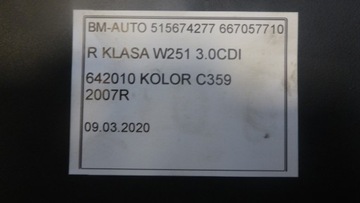 BM-AUTO 515674277 667057710
R KLASA W251 3.0CDI
642010 KOLOR C359
2007R
09.03.2020